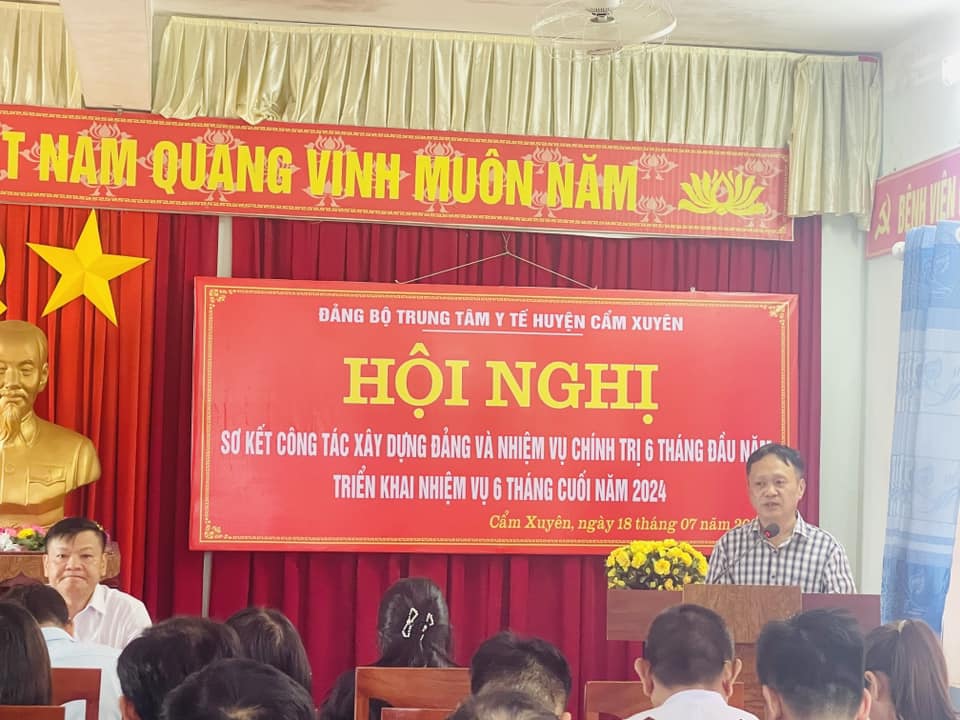 T NAM QUANG VINH MUÔN NĂM
BỆNH VIỆN
ĐẢNG BỘ TRUNG TÂM Y TẾ HUYỆN CẨM XUYÊN
HỘI NGHỊ
SƠ KẾT CÔNG TÁC XÂY DỰNG ĐẢNG VÀ NHIỆM VỤ CHÍNH TRỊ 6 THÁNG ĐẦU NĂM
TRIỂN KHAI NHIỆM VỤ 6 THÁNG CUỐI NĂM 2024
Cẩm Xuyên, ngày 18 tháng 07 năm 20